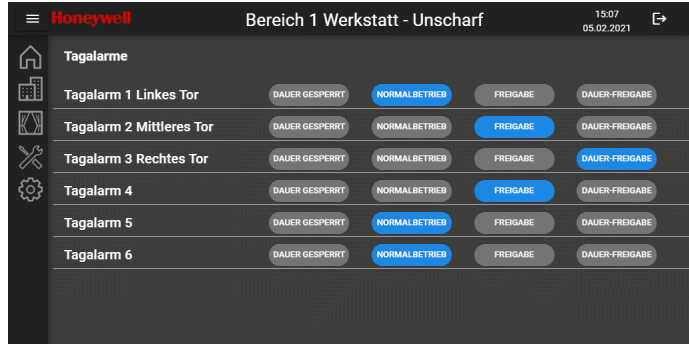 Honeywell Bereich 1 Werkstatt - Unscharf 15:07
05.02.2021
Tagalarme
Tagalarm 1 Linkes Tor DAUER GESPERRT NORMALBETRIEB FREIGABE DAUER-FREIGABE
Tagalarm 2 Mittleres Tor DAUER GESPERRT NORMALBETRIEB FREIGABE DAUER-FREIGABE
Tagalarm 3 Rechtes Tor DAUER GESPERRT NORMALBETRIEB FREIGABE DAUER-FREIGABE
Tagalarm 4 DAUER GESPERRT NORMALBETRIEB FREIGABE DAUER-FREIGABE
Tagalarm 5 DAUER GESPERRT NORMALBETRIEB FREIGABE DAUER-FREIGABE
Tagalarm 6 DAUER GESPERRT NORMALBETRIEB FREIGABE DAUER-FREIGABE